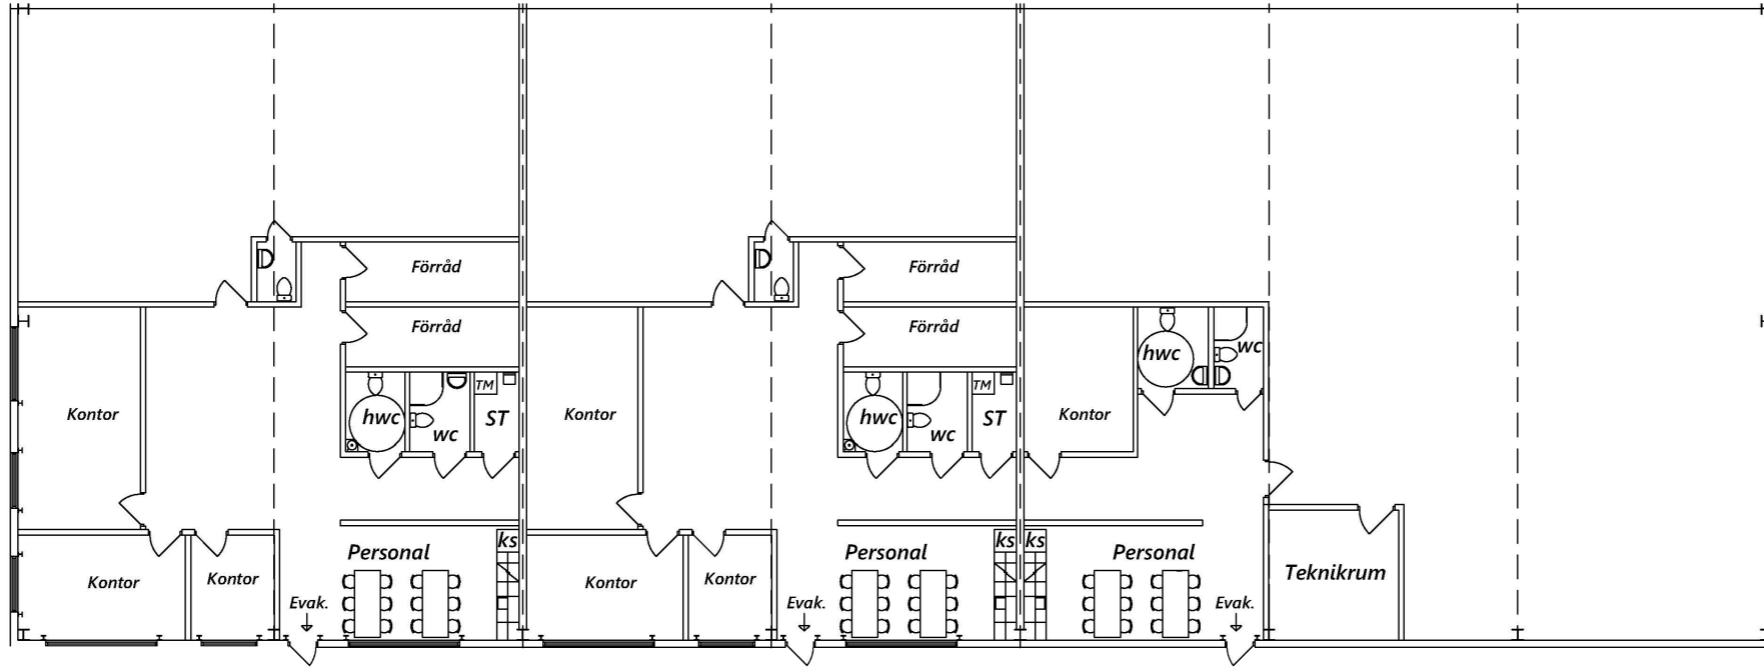 Förråd
Förråd
Förråd
Förråd
hwc
wc
TM
TM
Kontor
hwc
wc
ST
Kontor
hwc
wc
ST
Kontor
ks
ks
ks
Personal
Personal
Personal
Kontor
Kontor
Kontor
Kontor
Teknikrum
Evak.
Evak.
Evak.